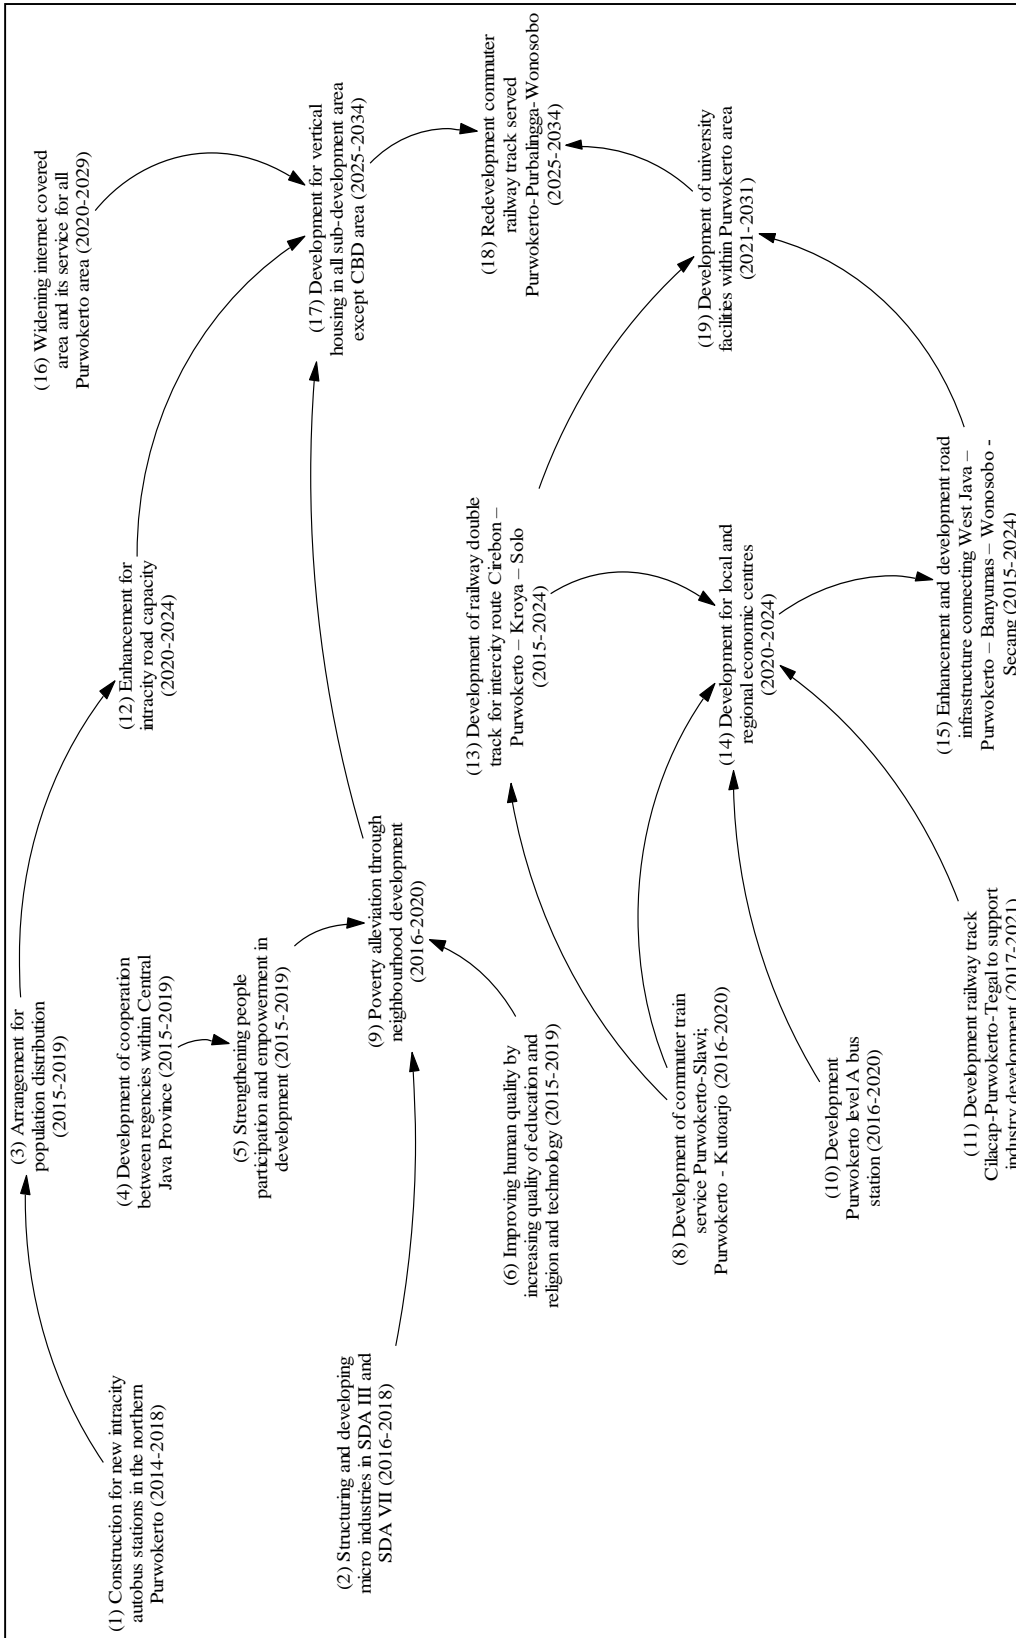 (1) Construction for new intracity
autobus stations in the northern
Purwokerto (2014-2018)
(2) Structuring and developing
micro industries in SDA III and
SDA VII (2016-2018)
(3) Arrangement for
population distribution
(2015-2019)
(4) Development of cooperation
between regencies within Central
Java Province (2015-2019)
(5) Strengthening people
participation and empowerment in
development (2015-2019)
(6) Improving human quality by
increasing quality of education and
religion and technology (2015-2019)
(8) Development of commuter train
service Purwokerto-Slawi;
Purwokerto - Kutoarjo (2016-2020)
(9) Poverty alleviation through
neighbourhood development
(2016-2020)
(10) Development
Purwokerto level A bus
station (2016-2020)
(11) Development railway track
Cilacap-Purwokerto-Tegal to support
industry development (2017-2021)
(12) Enhancement for
intracity road capacity
(2020-2024)
(13) Development of railway double
track for intercity route Cirebon –
Purwokerto – Kroya – Solo
(2015-2024)
(14) Development for local and
regional economic centres
(2020-2024)
(15) Enhancement and development road
infrastructure connecting West Java –
Purwokerto – Banyumas – Wonosobo -
Secang (2015-2024)
(16) Widening internet covered
area and its service for all
Purwokerto area (2020-2029)
(17) Development for vertical
housing in all sub-development area
except CBD area (2025-2034)
(18) Redevelopment commuter
railway track served
Purwokerto-Purbalingga-Wonosobo
(2025-2034)
(19) Development of university
facilities within Purwokerto area
(2021-2031)